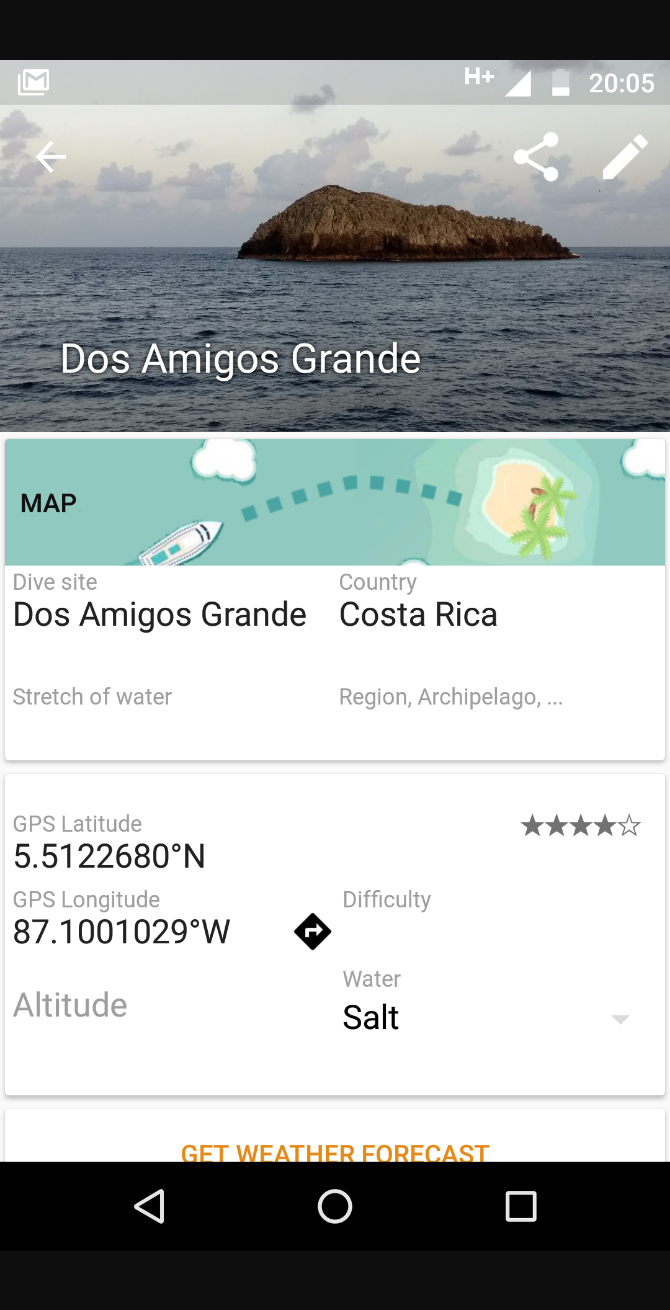 H+ 20:05
Dos Amigos Grande
MAP
Dive site Country
Dos Amigos Grande Costa Rica
Stretch of water Region, Archipelago, ...
GPS Latitude
5.5122680°N
GPS Longitude Difficulty
87.1001029°W
Water
Altitude
Salt
GET WEATHER FORECAST